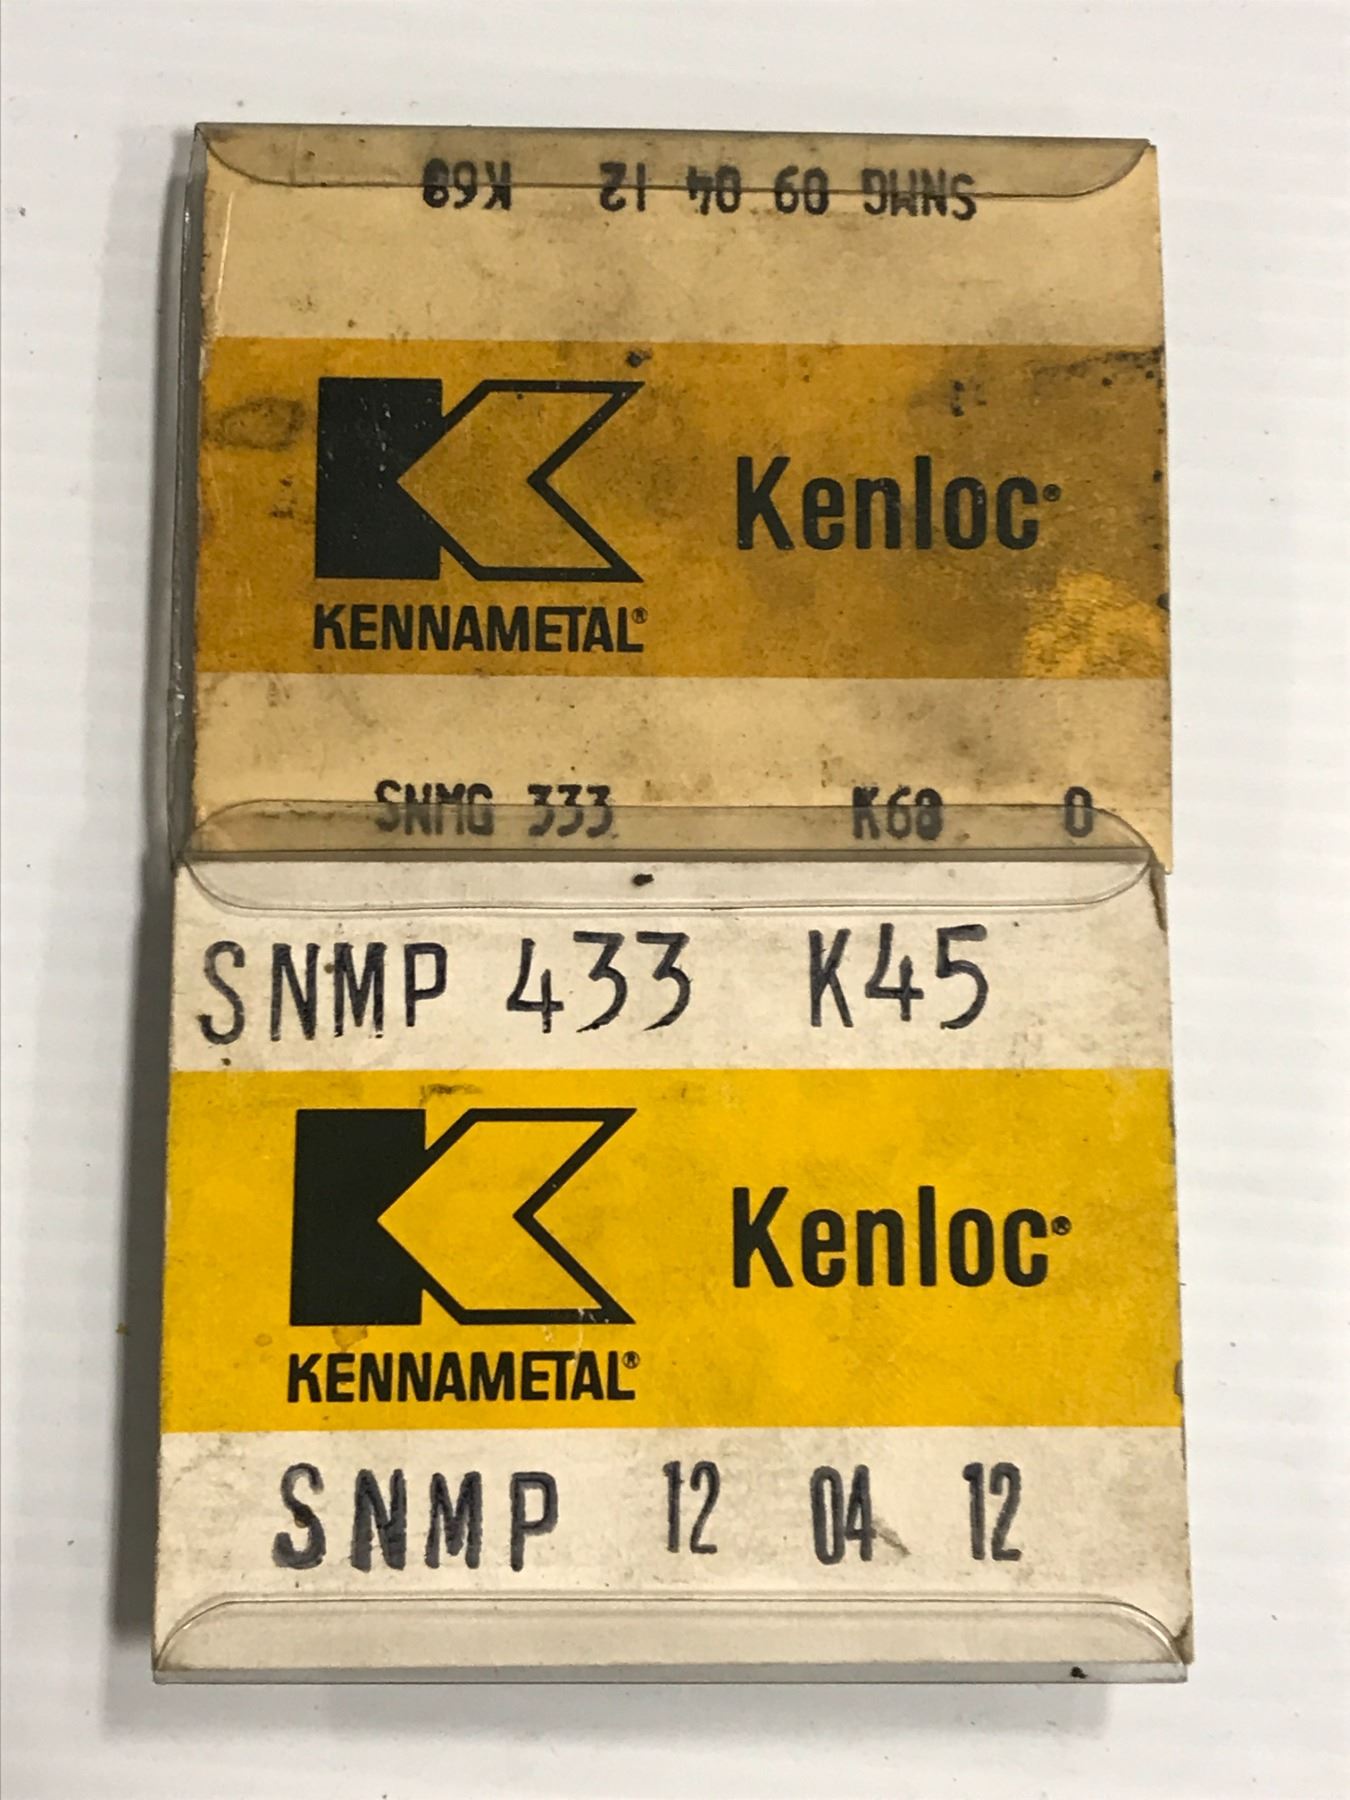 SNMG 09 04 12 K68
Kenloc®
KENNAMETAL®
SNMG 333 K68 0
SNMP 433 K45
Kenloc®
KENNAMETAL®
SNMP 12 04 12